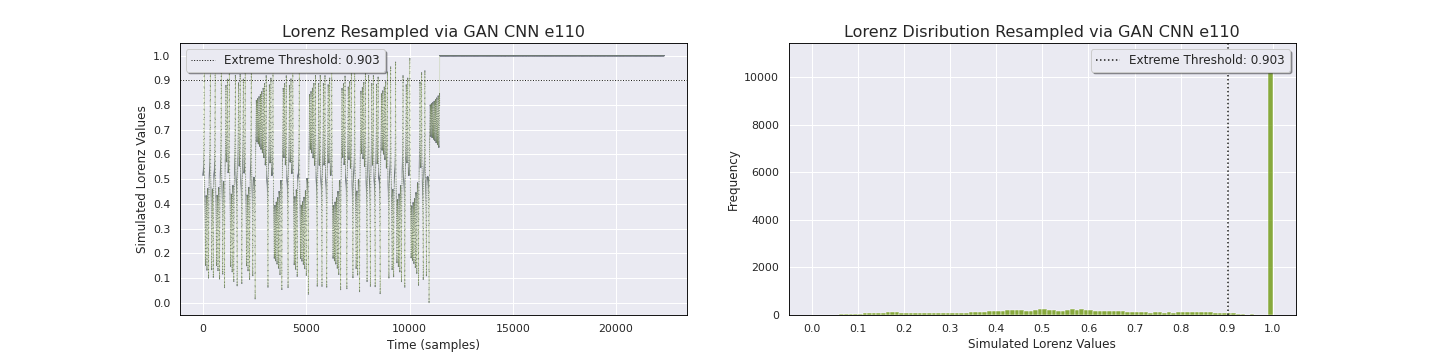 Lorenz Resampled via GAN CNN e110
Extreme Threshold: 0.903
1.0
0.9
0.8
0.7
0.6
0.5
0.4
0.3
0.2
0.1
0.0
Simulated Lorenz Values
0 5000 10000 15000 20000
Time (samples)
Lorenz Disribution Resampled via GAN CNN e110
Extreme Threshold: 0.903
10000
8000
6000
4000
2000
0
Frequency
0.0 0.1 0.2 0.3 0.4 0.5 0.6 0.7 0.8 0.9 1.0
Simulated Lorenz Values